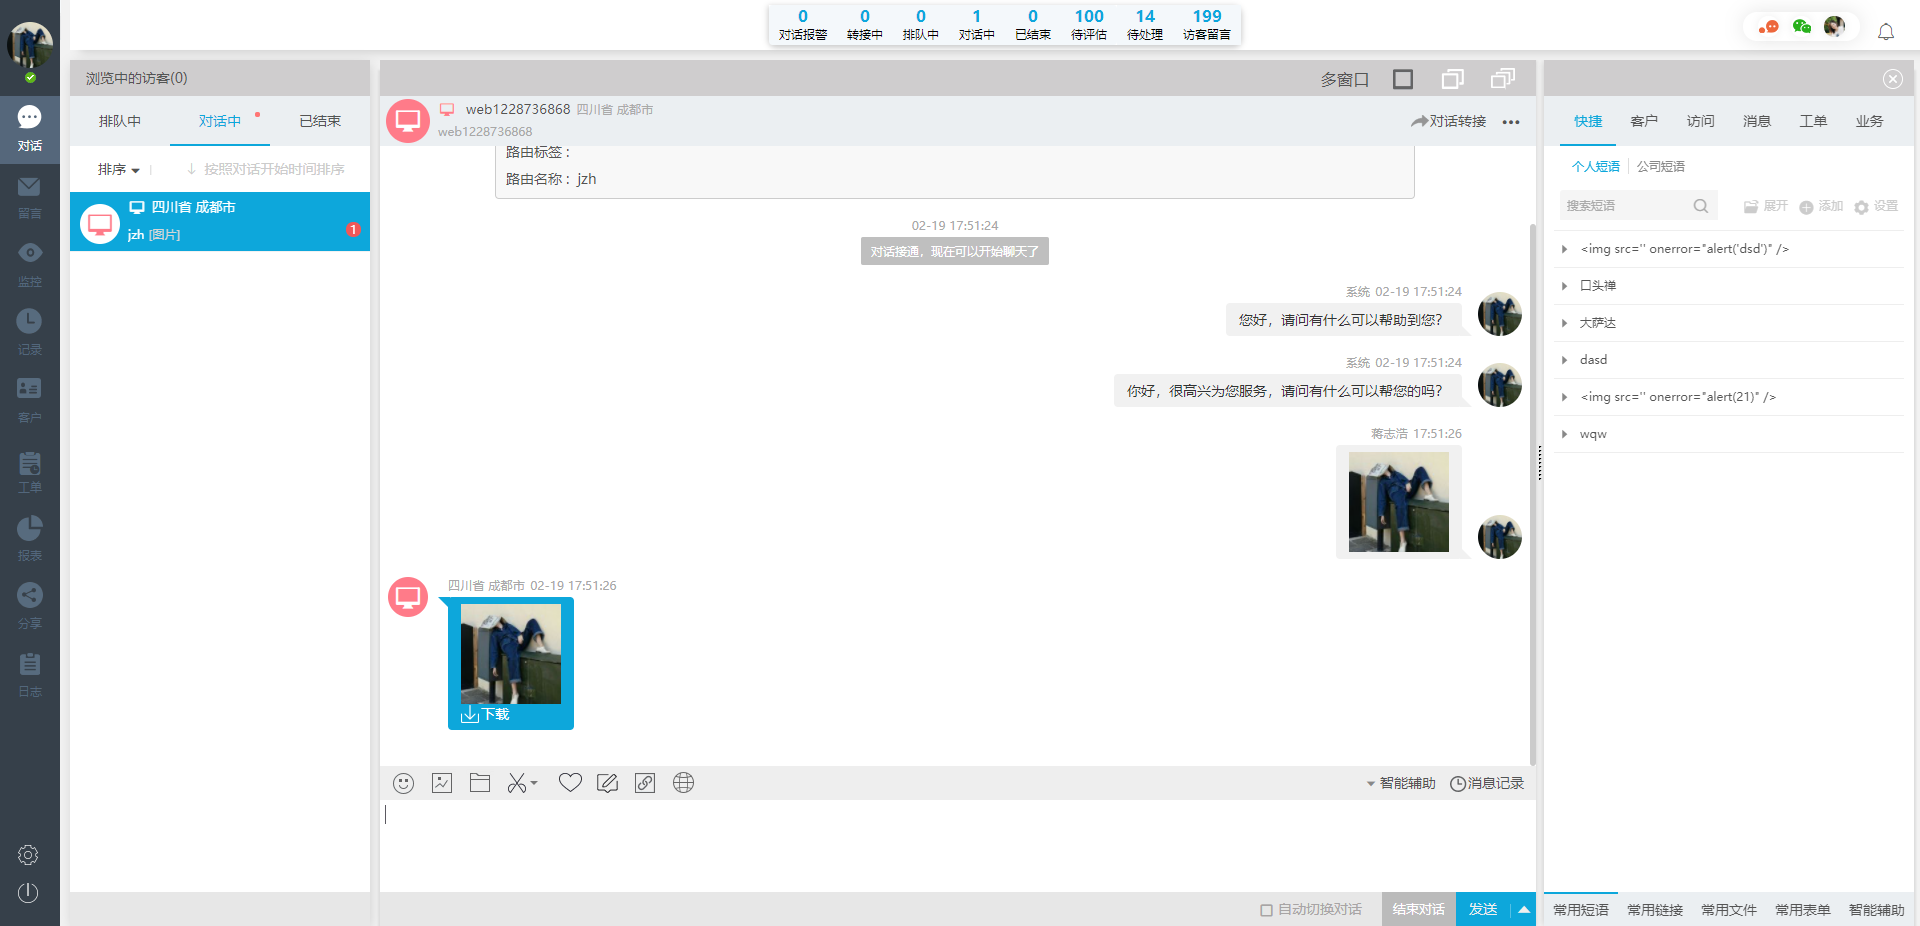 0 0 0 1 0 100 14 199
对话报警 转接中 排队中 对话中 已结束 待评估 待处理 访客留言
对话
留言
监控
记录
客户
工单
报表
分享
日志
浏览中的访客(0)
排队中 对话中 已结束
排序 按照对话开始时间排序
四川省 成都市
jzh [图片]
1
多窗口
web1228736868 四川省 成都市
web1228736868
对话转接
路由标签：
路由名称：jzh
02-19 17:51:24
对话接通，现在可以开始聊天了
系统 02-19 17:51:24
您好，请问有什么可以帮助到您?
系统 02-19 17:51:24
你好，很高兴为您服务，请问有什么可以帮您的吗?
蒋志浩 17:51:26
四川省 成都市 02-19 17:51:26
下载
智能辅助 消息记录
自动切换对话 结束对话 发送
快捷 客户 访问 消息 工单 业务
个人短语 公司短语
搜索短语 展开 添加 设置
<img src='' onerror="alert('dsd')" />
口头禅
大萨达
dasd
<img src='' onerror="alert(21)" />
wqw
常用短语 常用链接 常用文件 常用表单 智能辅助